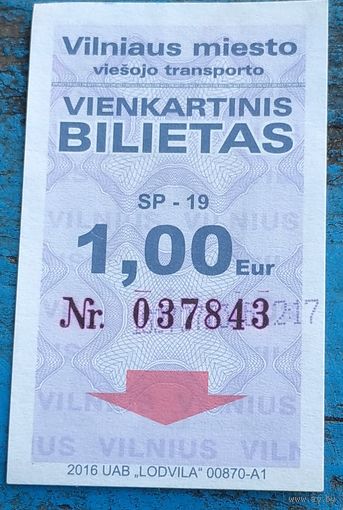 Vilniaus miesto
viešojo transporto
VIENKARTINIS
BILIETAS
SP - 19
1,00 Eur
Nr. 037843
VILNIUS
VILNIUS
VILNIUS
2016 UAB „LODVILA“ 00870-A1